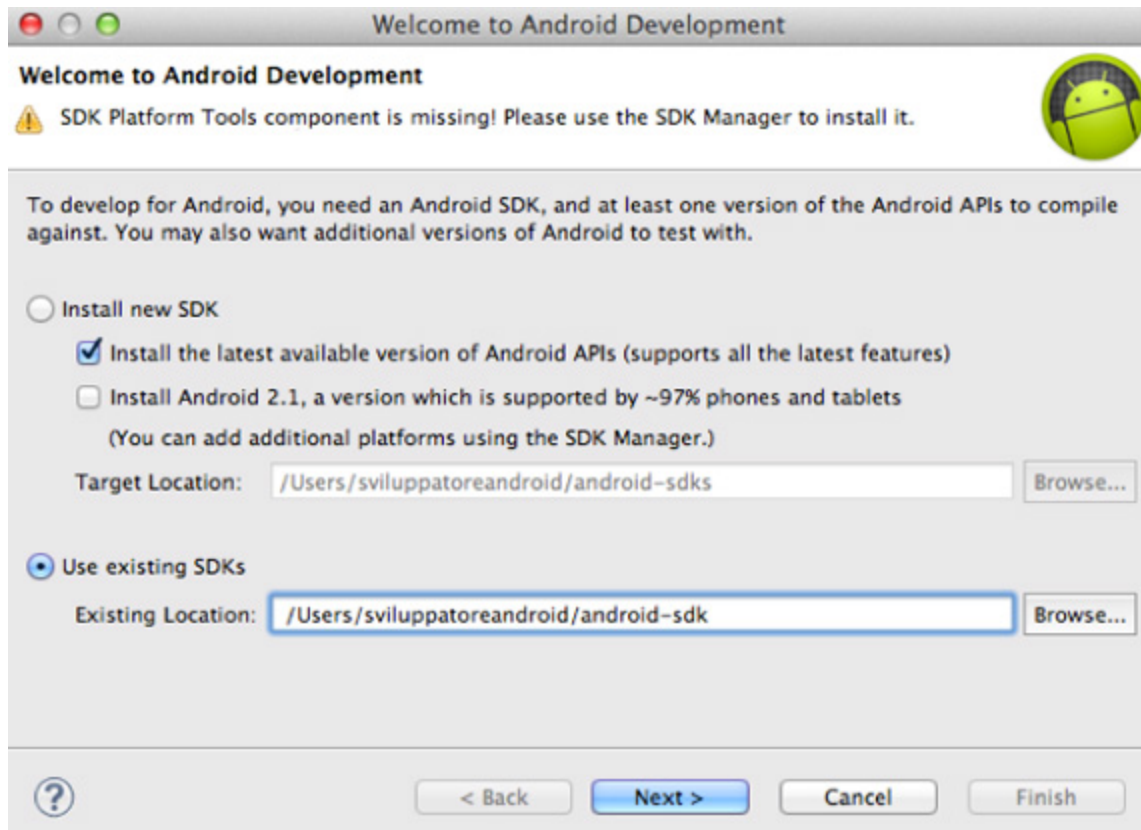 Welcome to Android Development
Welcome to Android Development
SDK Platform Tools component is missing! Please use the SDK Manager to install it.
To develop for Android, you need an Android SDK, and at least one version of the Android APIs to compile
against. You may also want additional versions of Android to test with.
Install new SDK
Install the latest available version of Android APIs (supports all the latest features)
Install Android 2.1, a version which is supported by ~97% phones and tablets
(You can add additional platforms using the SDK Manager.)
Target Location: /Users/sviluppatoreandroid/android-sdks Browse...
Use existing SDKs
Existing Location: /Users/sviluppatoreandroid/android-sdk Browse...
? < Back Next > Cancel Finish